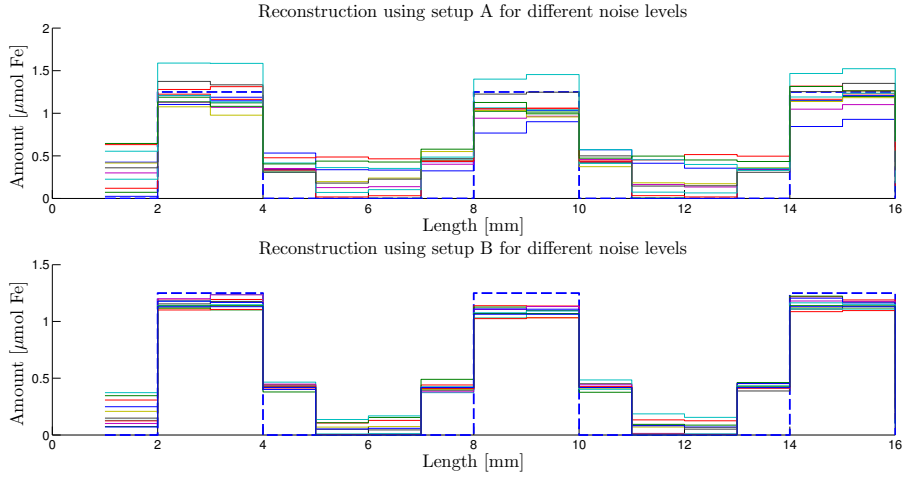 Reconstruction using setup A for different noise levels
Amount [μmol Fe]
2
1.5
1
0.5
0
0 2 4 6 8 10 12 14 16
Length [mm]
Reconstruction using setup B for different noise levels
Amount [μmol Fe]
1.5
1
0.5
0
0 2 4 6 8 10 12 14 16
Length [mm]